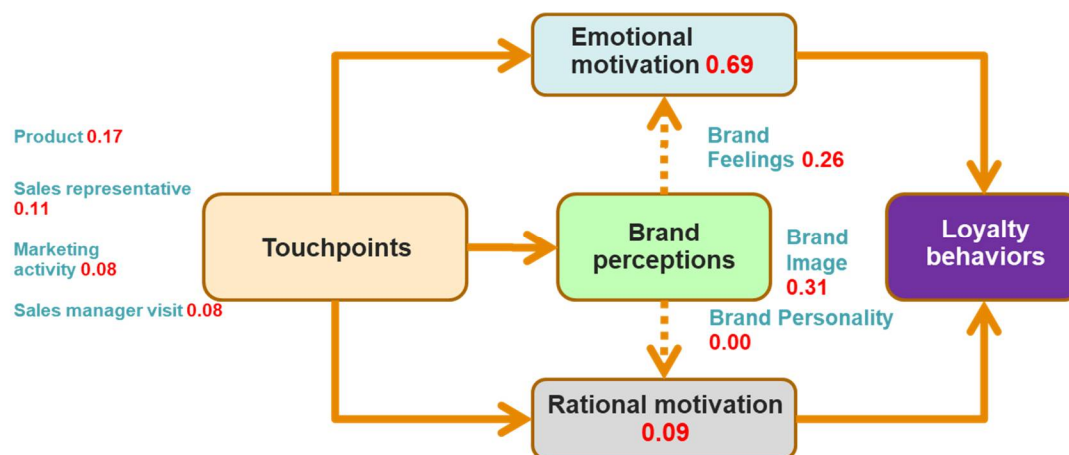 Emotional
motivation 0.69
Product 0.17
Brand
Feelings 0.26
Sales representative
0.11
Touchpoints
Brand
perceptions
Brand
Image
0.31
Loyalty
behaviors
Marketing
activity 0.08
Sales manager visit 0.08
Brand Personality
0.00
Rational motivation
0.09